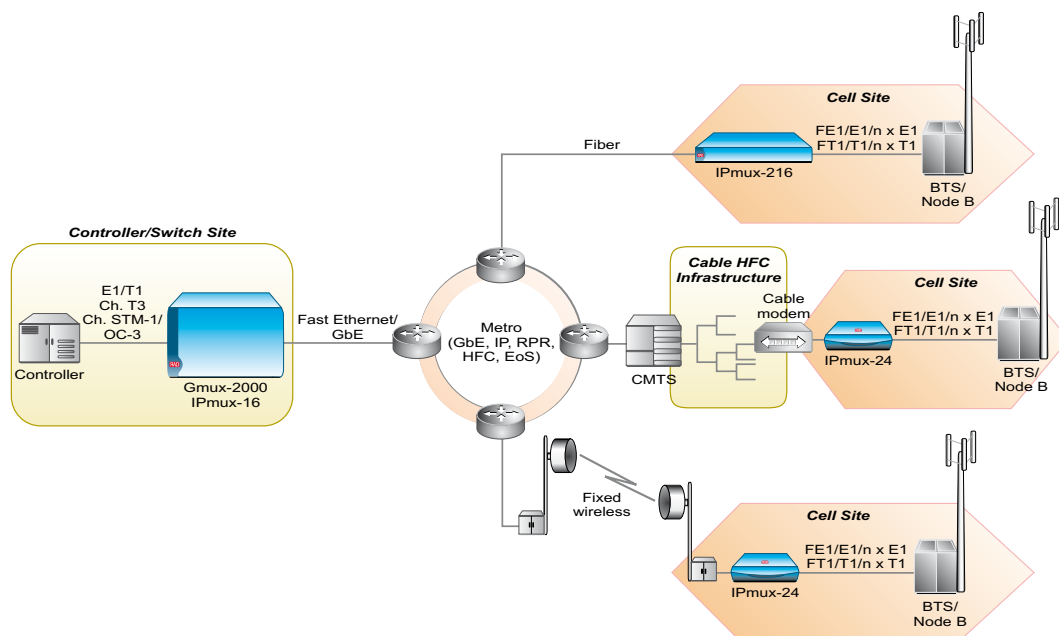 Cell Site
FE1/E1/n x E1
FT1/T1/n x T1
Fiber
IPmux-216
BTS/
Node B
Controller/Switch Site
E1/T1
Ch. T3
Ch. STM-1/
OC-3
Controller
RAD
Gmux-2000
IPmux-16
Fast Ethernet/
GbE
Metro
(GbE, IP, RPR,
HFC, EoS)
CMTS
Cable HFC
Infrastructure
Cable
modem
Cell Site
FE1/E1/n x E1
FT1/T1/n x T1
IPmux-24
BTS/
Node B
Fixed
wireless
Cell Site
FE1/E1/n x E1
FT1/T1/n x T1
IPmux-24
BTS/
Node B